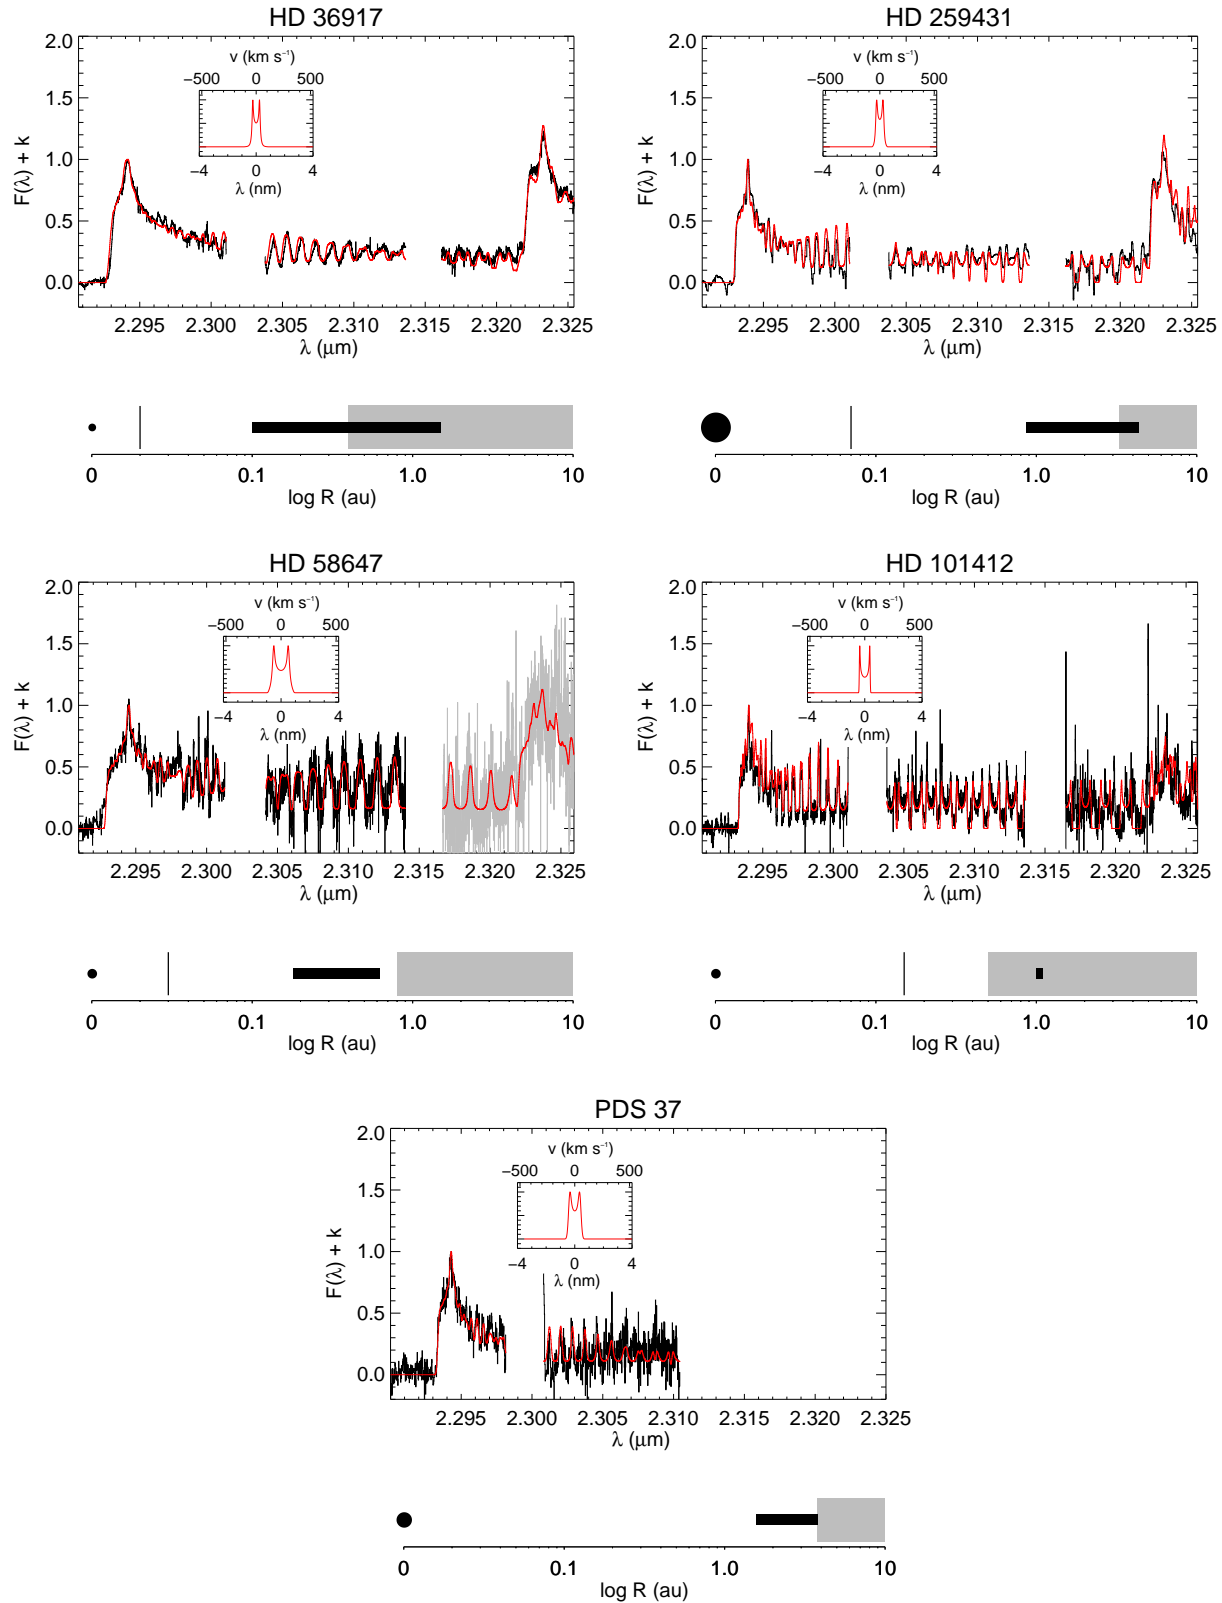 HD 36917
HD 259431
v (km s⁻¹)
−500 0 500
v (km s⁻¹)
−500 0 500
−4 0 4
λ (nm)
−4 0 4
λ (nm)
F(λ) + k
2.0
1.5
1.0
0.5
0.0
F(λ) + k
2.0
1.5
1.0
0.5
0.0
2.295 2.300 2.305 2.310 2.315 2.320 2.325
λ (μm)
2.295 2.300 2.305 2.310 2.315 2.320 2.325
λ (μm)
0 0.1 1.0 10
log R (au)
0 0.1 1.0 10
log R (au)
HD 58647
HD 101412
v (km s⁻¹)
−500 0 500
v (km s⁻¹)
−500 0 500
−4 0 4
λ (nm)
−4 0 4
λ (nm)
F(λ) + k
2.0
1.5
1.0
0.5
0.0
F(λ) + k
2.0
1.5
1.0
0.5
0.0
2.295 2.300 2.305 2.310 2.315 2.320 2.325
λ (μm)
2.295 2.300 2.305 2.310 2.315 2.320 2.325
λ (μm)
0 0.1 1.0 10
log R (au)
0 0.1 1.0 10
log R (au)
PDS 37
v (km s⁻¹)
−500 0 500
−4 0 4
λ (nm)
F(λ) + k
2.0
1.5
1.0
0.5
0.0
2.295 2.300 2.305 2.310 2.315 2.320 2.325
λ (μm)
0 0.1 1.0 10
log R (au)